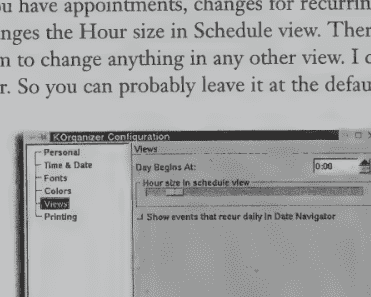 you have appointments, changes for recurrin
nges the Hour size in Schedule view. Ther
m to change anything in any other view. I
r. So you can probably leave it at the defau
KOrganizer Configuration
Personal
Time & Date
Fonts
Colors
Views
Printing
Views
Day Begins At:
0:00
Hour size in schedule view
Show events that recur daily in Date Navigator